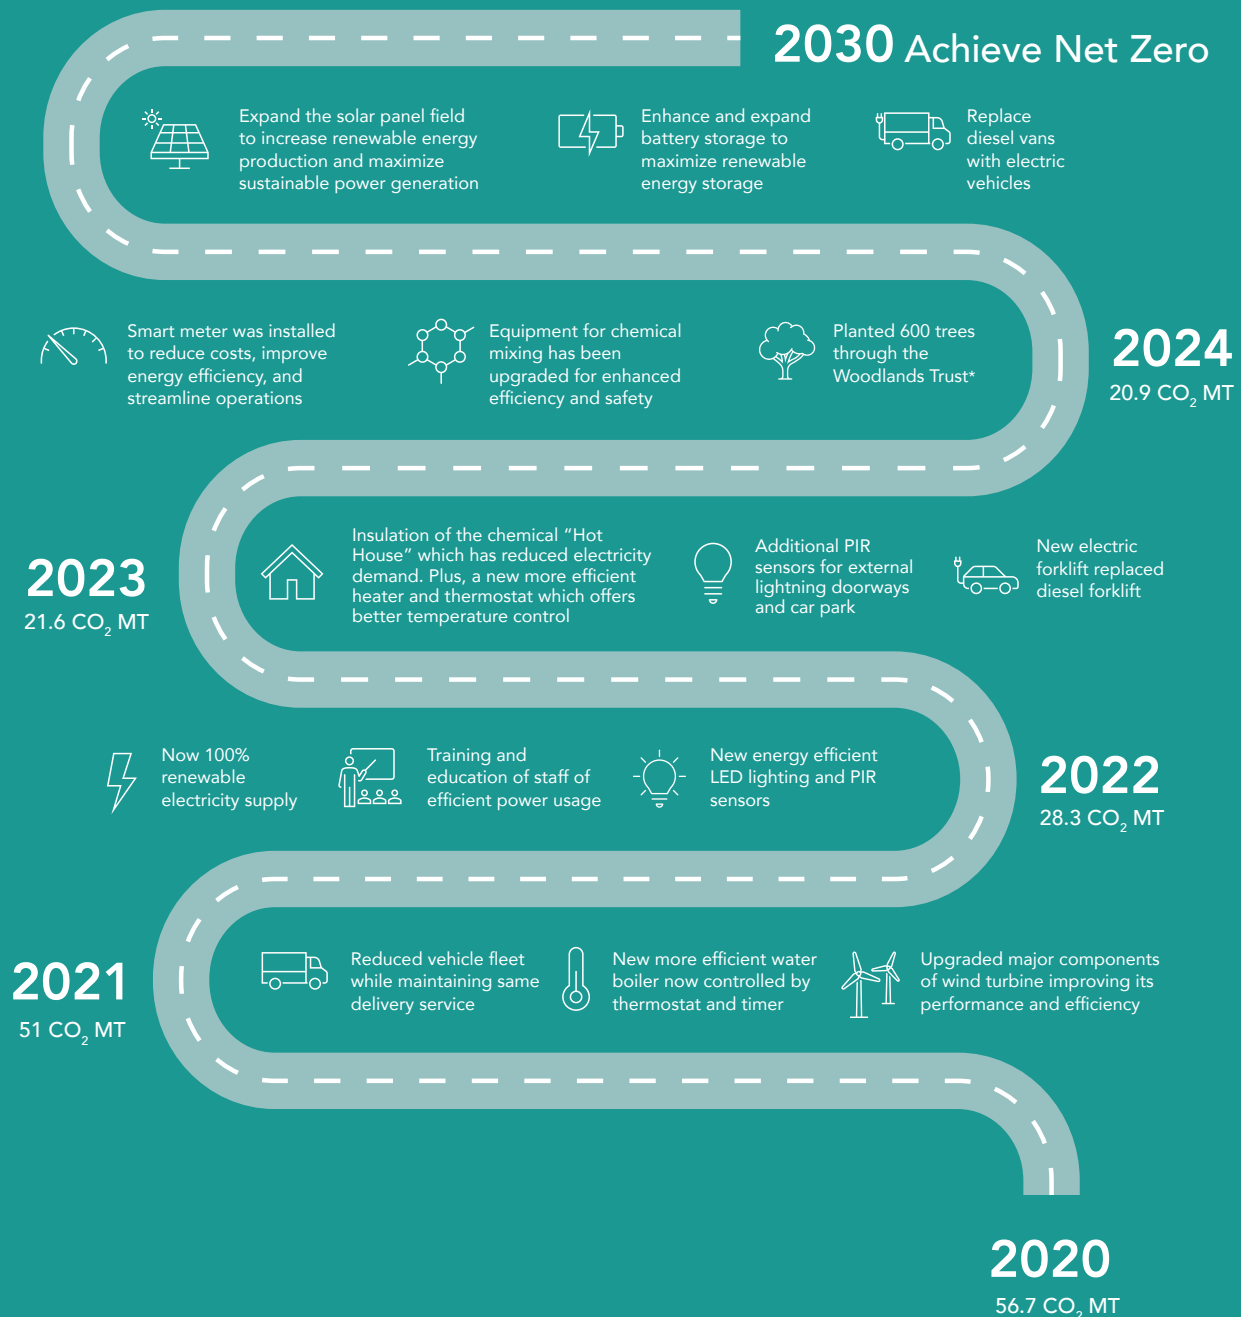 2030 Achieve Net Zero
Expand the solar panel field
to increase renewable energy
production and maximize
sustainable power generation
Enhance and expand
battery storage to
maximize renewable
energy storage
Replace
diesel vans
with electric
vehicles
Smart meter was installed
to reduce costs, improve
energy efficiency, and
streamline operations
Equipment for chemical
mixing has been
upgraded for enhanced
efficiency and safety
Planted 600 trees
through the
Woodlands Trust*
2024
20.9 CO₂ MT
2023
21.6 CO₂ MT
Insulation of the chemical “Hot
House” which has reduced electricity
demand. Plus, a new more efficient
heater and thermostat which offers
better temperature control
Additional PIR
sensors for external
lightning doorways
and car park
New electric
forklift replaced
diesel forklift
Now 100%
renewable
electricity supply
Training and
education of staff of
efficient power usage
New energy efficient
LED lighting and PIR
sensors
2022
28.3 CO₂ MT
2021
51 CO₂ MT
Reduced vehicle fleet
while maintaining same
delivery service
New more efficient water
boiler now controlled by
thermostat and timer
Upgraded major components
of wind turbine improving its
performance and efficiency
2020
56.7 CO₂ MT